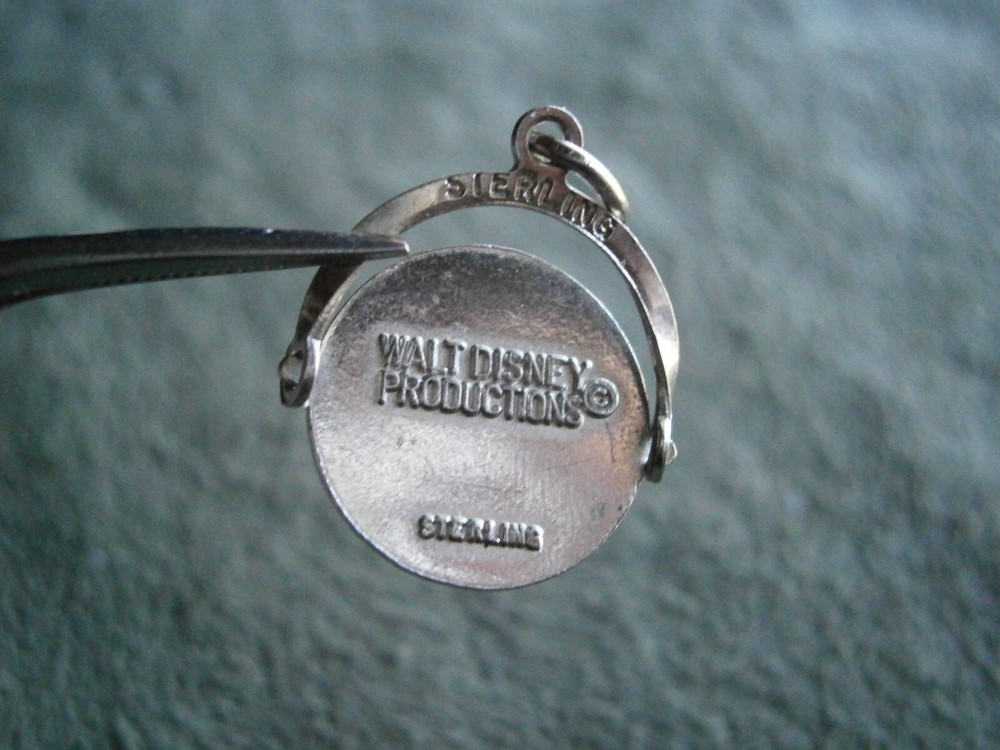 STERLING
WALT DISNEY
PRODUCTIONS ©
STERLING